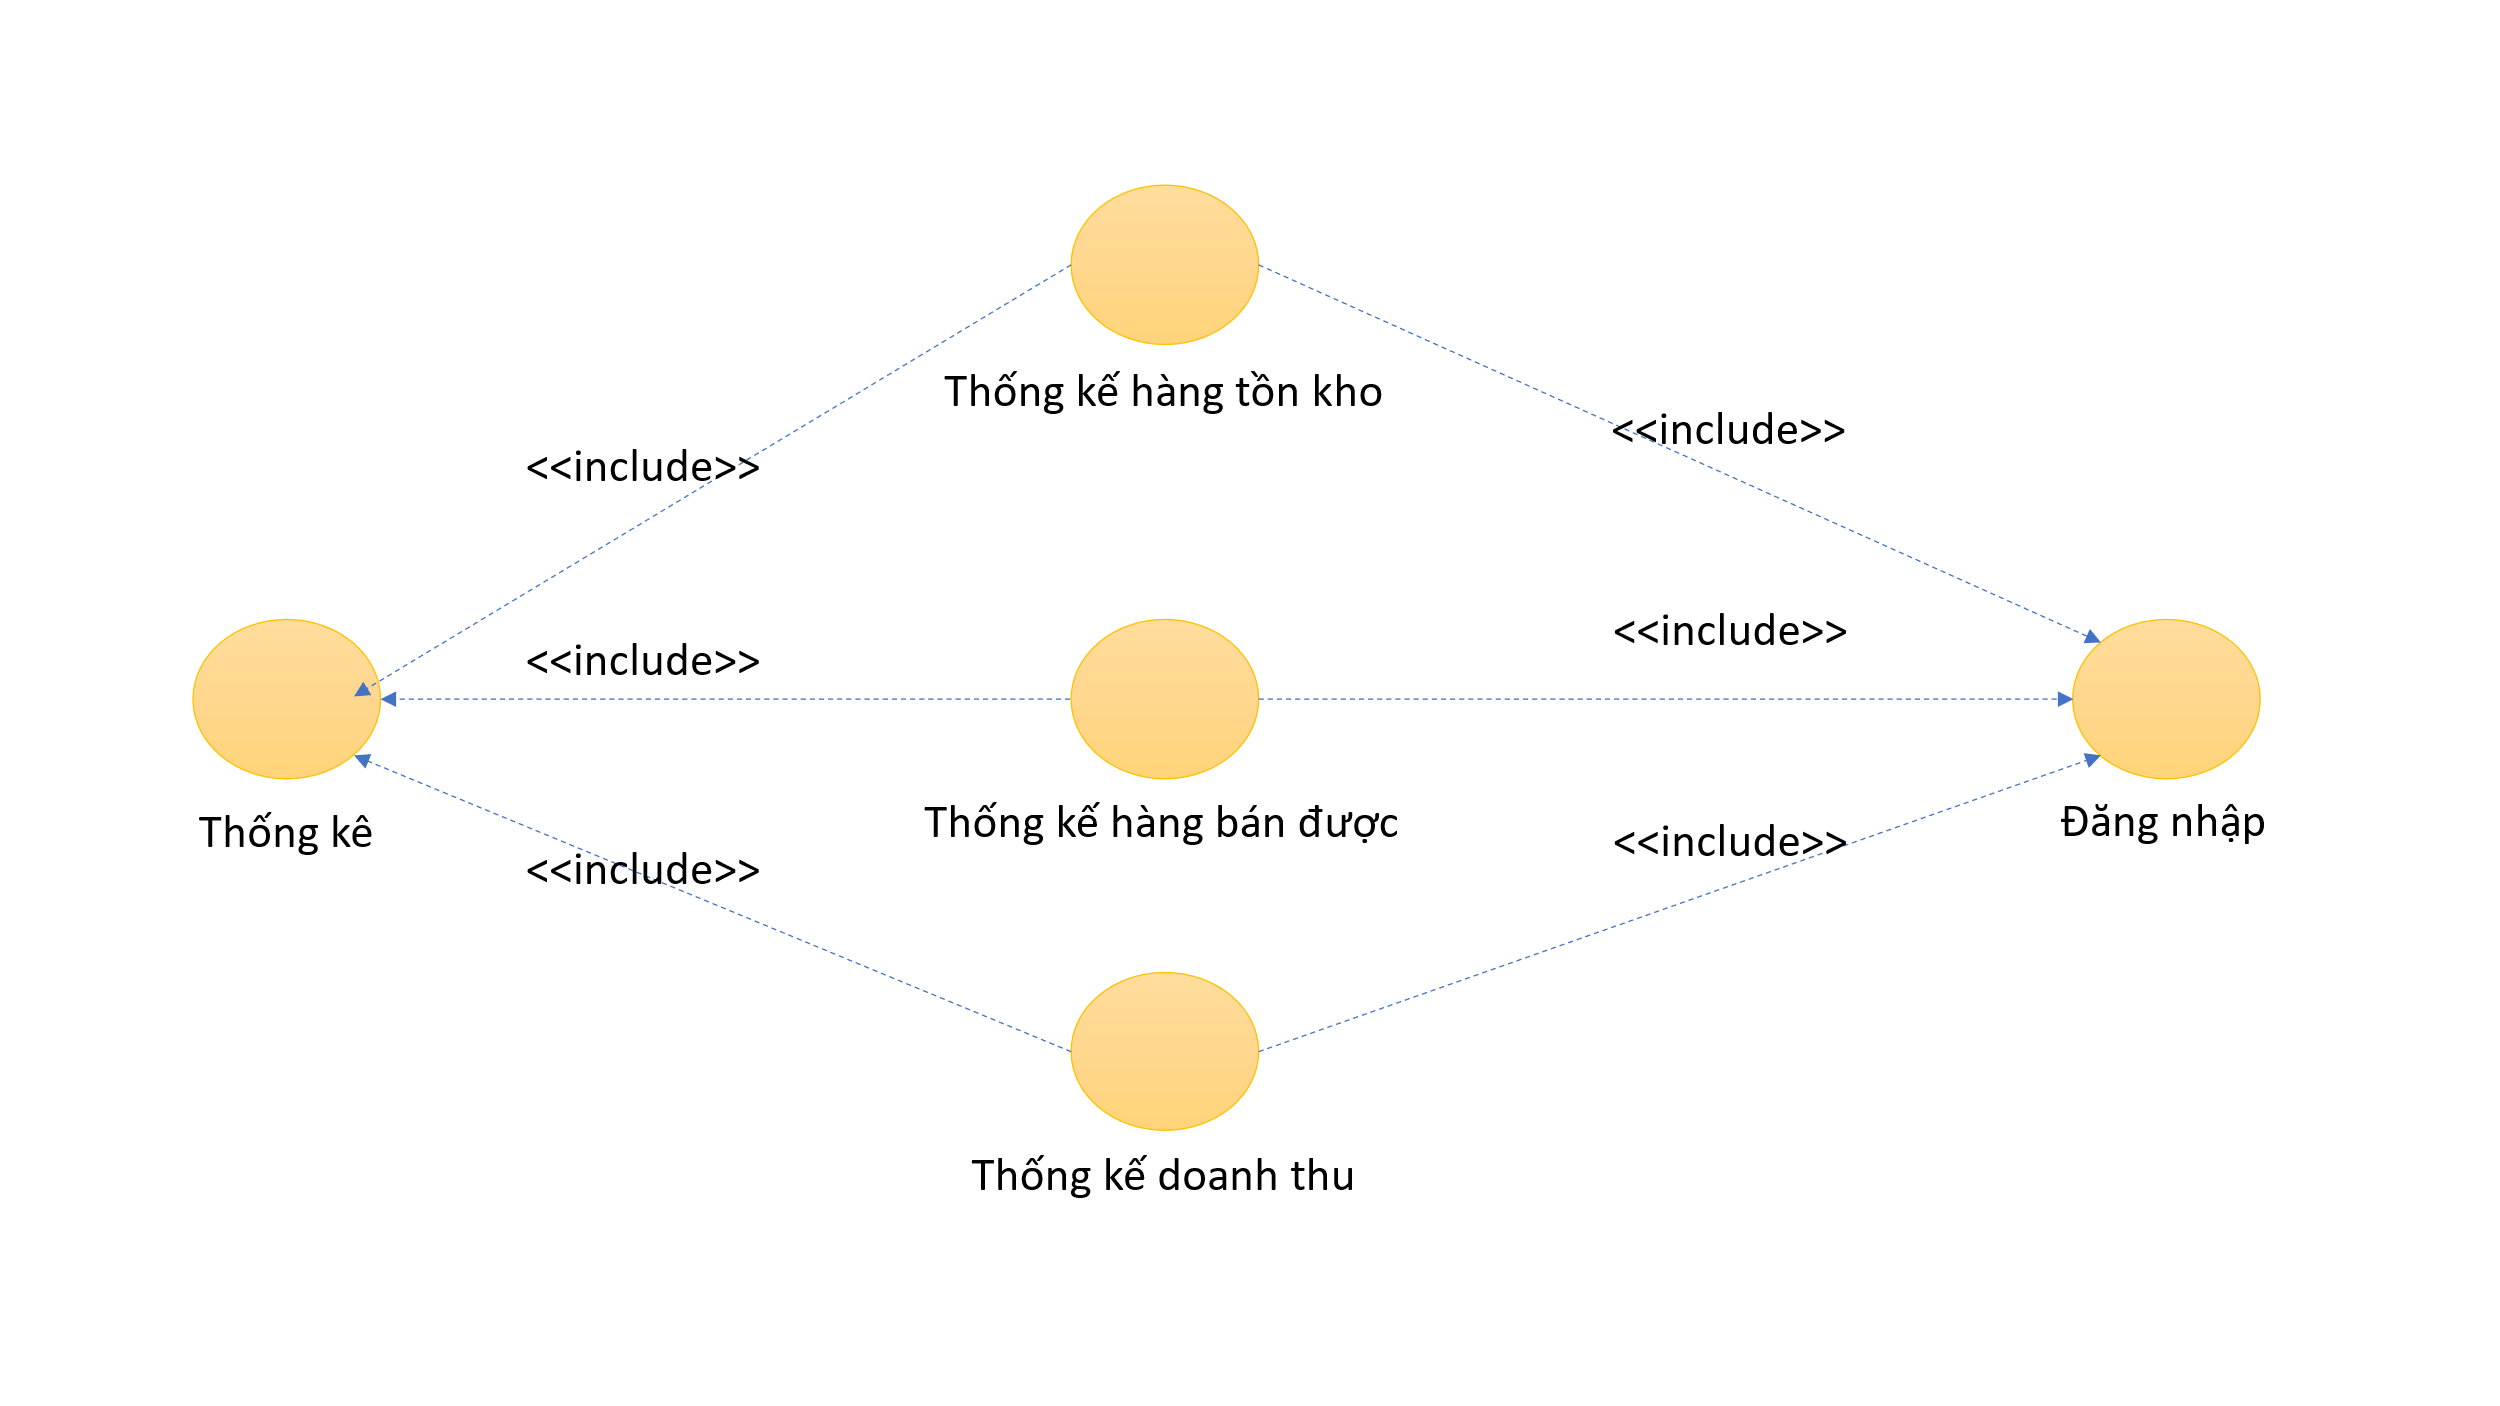 Thống kế hàng tồn kho
<<include>>
<<include>>
<<include>>
<<include>>
Thống kê
Thống kế hàng bán được
Đăng nhập
<<include>>
<<include>>
Thống kế doanh thu